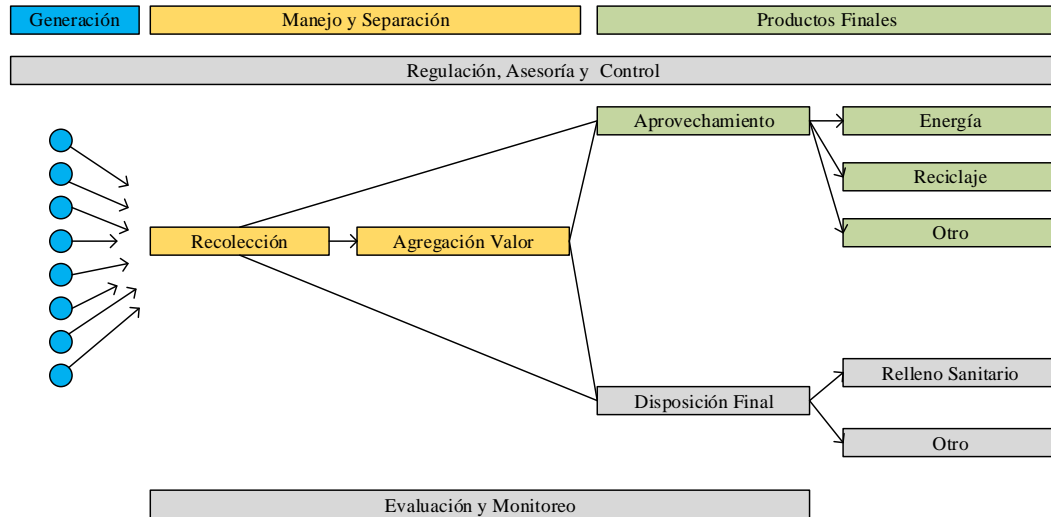 Generación
Manejo y Separación
Productos Finales
Regulación, Asesoría y Control
Aprovechamiento
Energía
Reciclaje
Recolección
Agregación Valor
Otro
Relleno Sanitario
Disposición Final
Otro
Evaluación y Monitoreo